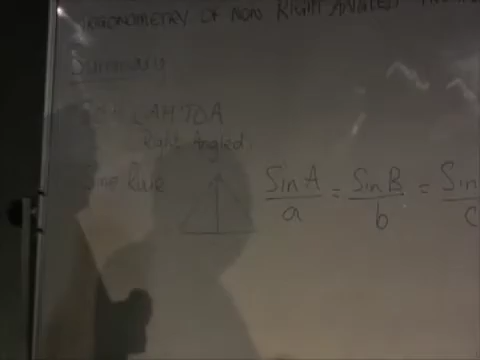 TRIGONOMETRY OF NON RIGHT ANGLED
Summary
SOH CAH TOA
Right Angled
Sine Rule
Sin A / a = Sin B / b = Sin / c